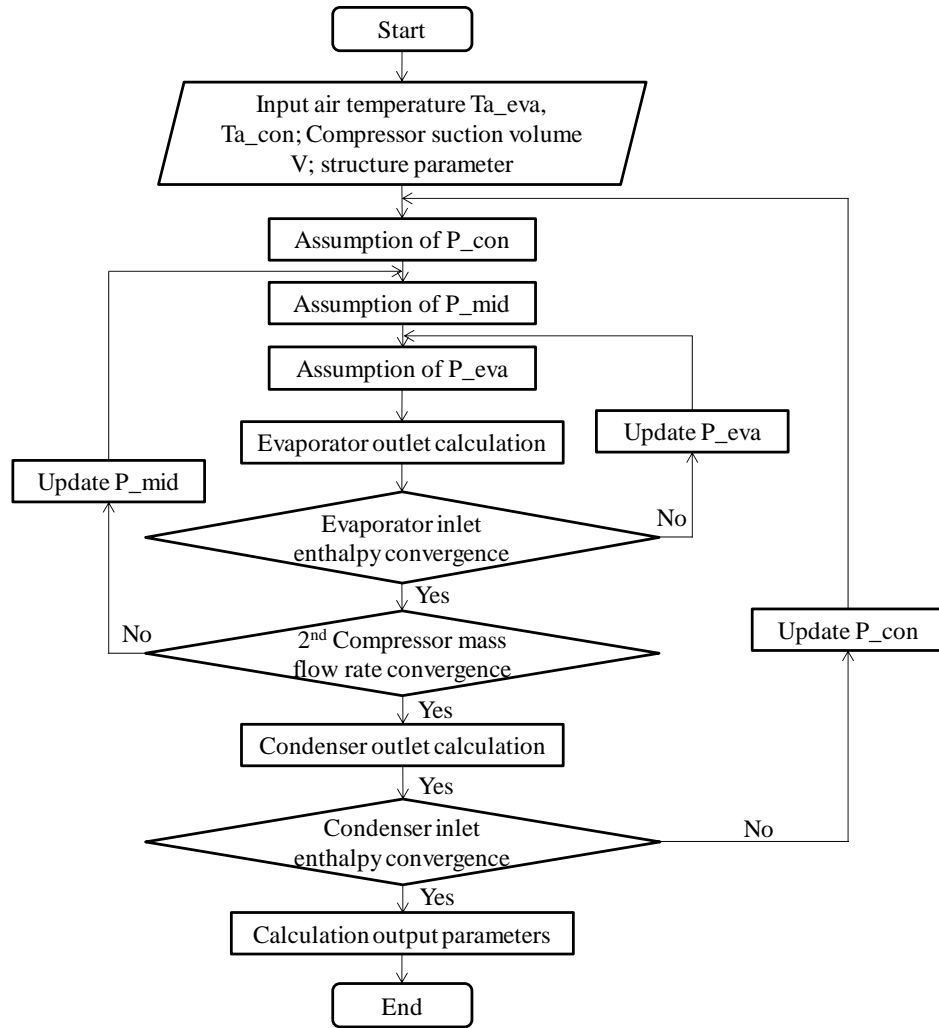 Start
Input air temperature Ta_eva,
Ta_con; Compressor suction volume
V; structure parameter
Assumption of P_con
Assumption of P_mid
Assumption of P_eva
Evaporator outlet calculation
Update P_eva
Update P_mid
Evaporator inlet
enthalpy convergence
No
Yes
No
2nd Compressor mass
flow rate convergence
Update P_con
Yes
Condenser outlet calculation
Yes
Condenser inlet
enthalpy convergence
No
Yes
Calculation output parameters
End